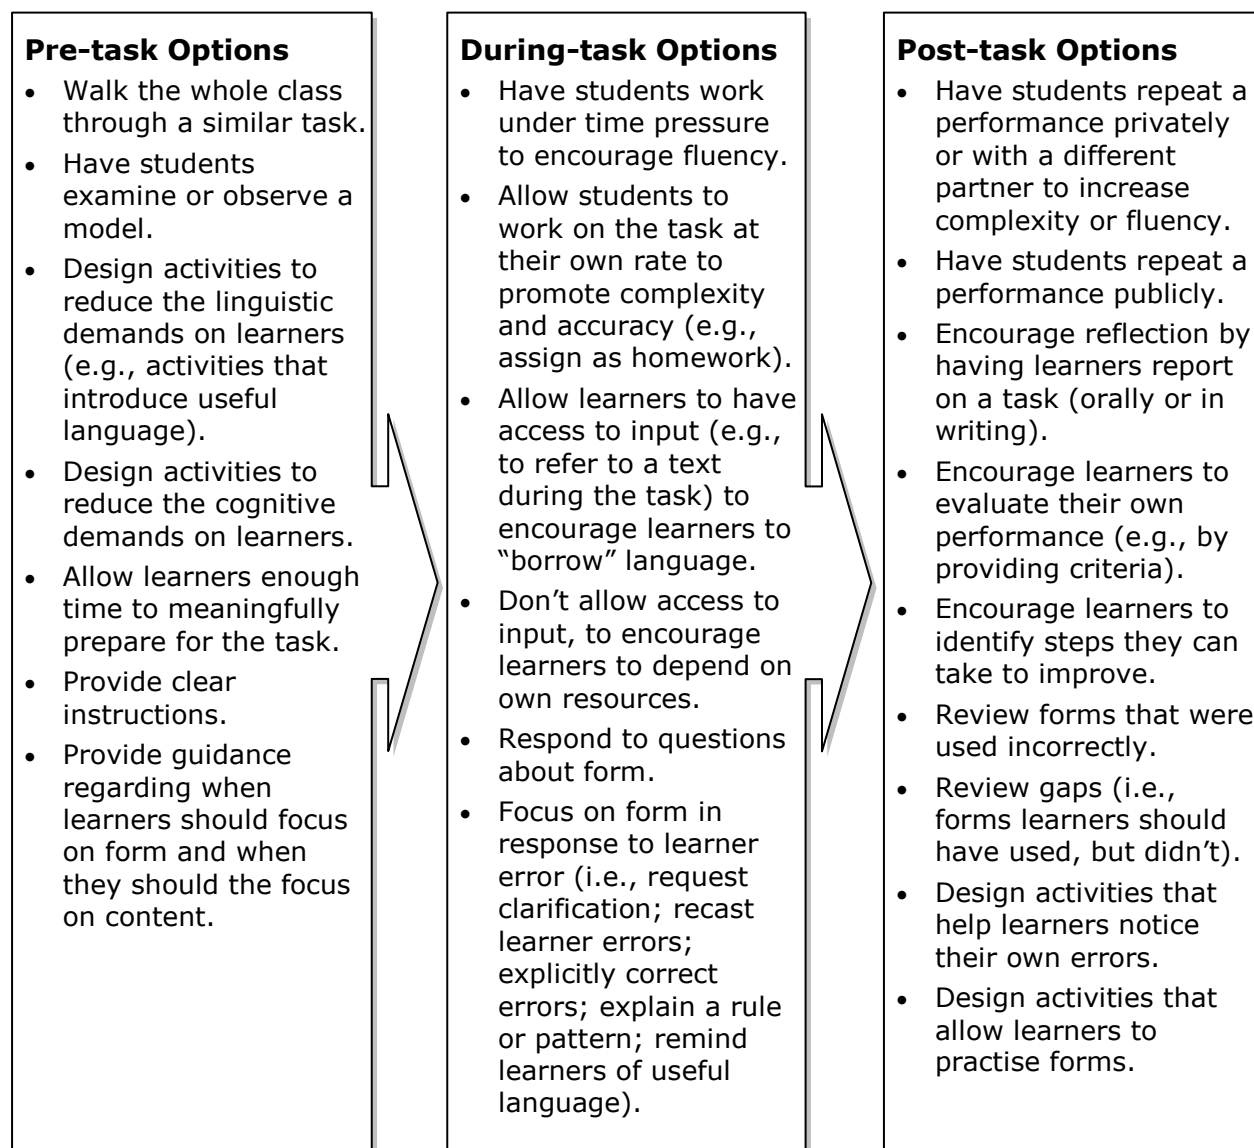 Pre-task Options
• Walk the whole class
through a similar task.
• Have students
examine or observe a
model.
• Design activities to
reduce the linguistic
demands on learners
(e.g., activities that
introduce useful
language).
• Design activities to
reduce the cognitive
demands on learners.
• Allow learners enough
time to meaningfully
prepare for the task.
• Provide clear
instructions.
• Provide guidance
regarding when
learners should focus
on form and when
they should the focus
on content.
During-task Options
• Have students work
under time pressure
to encourage fluency.
• Allow students to
work on the task at
their own rate to
promote complexity
and accuracy (e.g.,
assign as homework).
• Allow learners to have
access to input (e.g.,
to refer to a text
during the task) to
encourage learners to
“borrow” language.
• Don’t allow access to
input, to encourage
learners to depend on
own resources.
• Respond to questions
about form.
• Focus on form in
response to learner
error (i.e., request
clarification; recast
learner errors;
explicitly correct
errors; explain a rule
or pattern; remind
learners of useful
language).
Post-task Options
• Have students repeat a
performance privately
or with a different
partner to increase
complexity or fluency.
• Have students repeat a
performance publicly.
• Encourage reflection by
having learners report
on a task (orally or in
writing).
• Encourage learners to
evaluate their own
performance (e.g., by
providing criteria).
• Encourage learners to
identify steps they can
take to improve.
• Review forms that were
used incorrectly.
• Review gaps (i.e.,
forms learners should
have used, but didn’t).
• Design activities that
help learners notice
their own errors.
• Design activities that
allow learners to
practise forms.